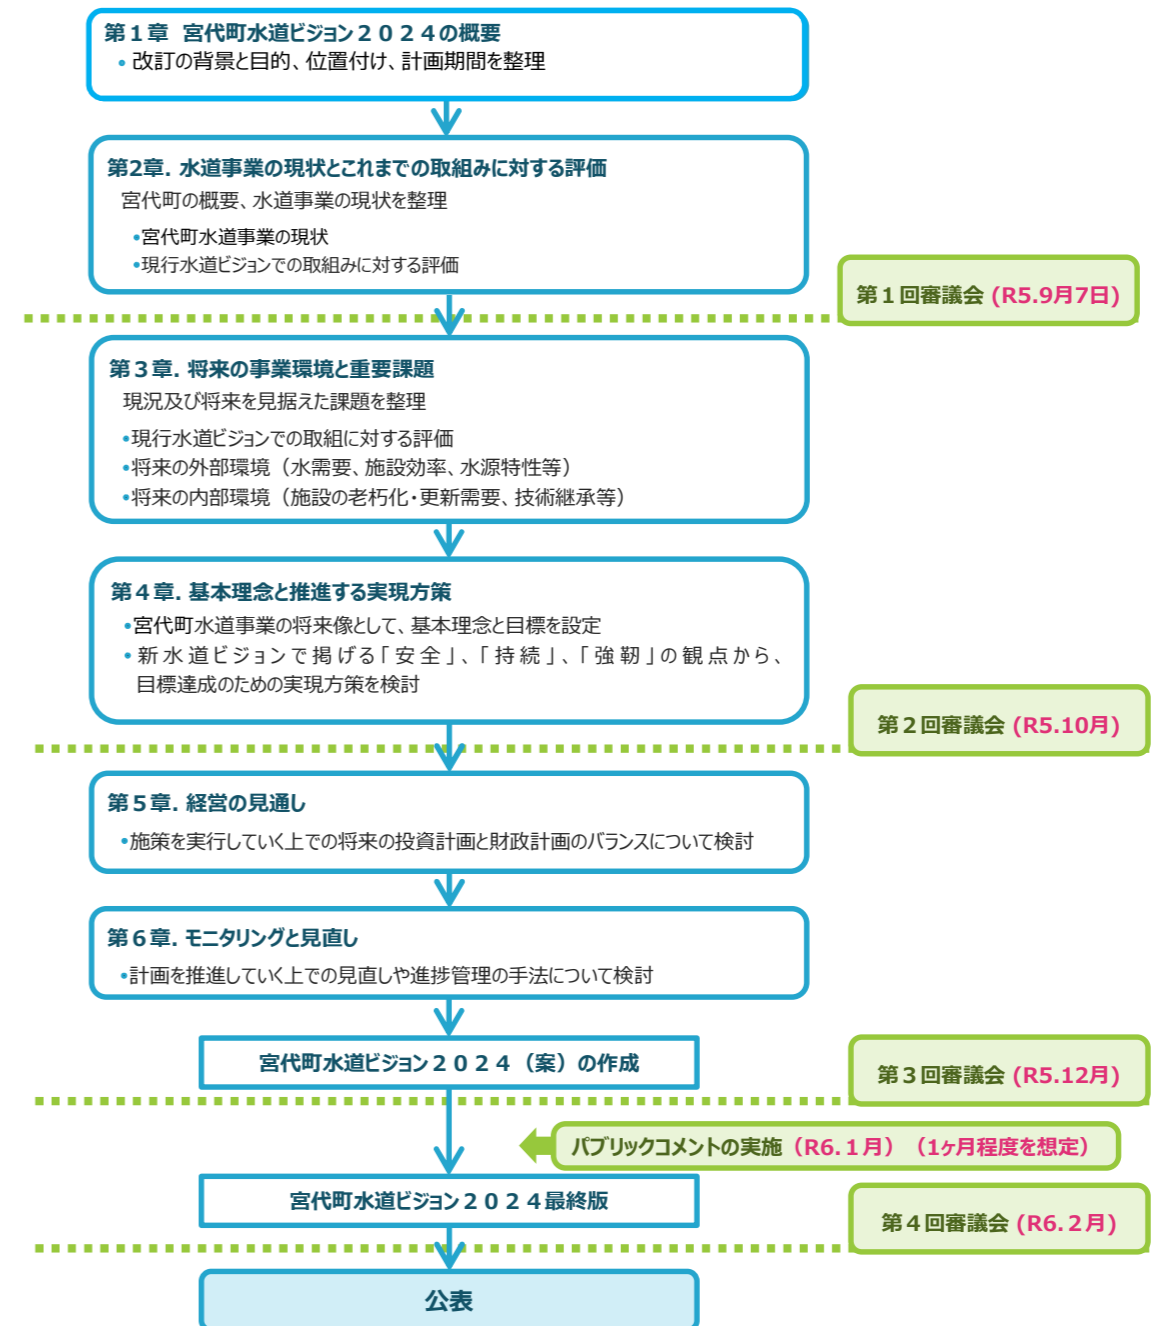 第１章 宮代町水道ビジョン２０２４の概要
• 改訂の背景と目的、位置付け、計画期間を整理
第2章. 水道事業の現状とこれまでの取組みに対する評価
宮代町の概要、水道事業の現状を整理
•宮代町水道事業の現状
•現行水道ビジョンでの取組みに対する評価
第１回審議会 (R5.9月7日)
第３章. 将来の事業環境と重要課題
現況及び将来を見据えた課題を整理
•現行水道ビジョンでの取組に対する評価
•将来の外部環境（水需要、施設効率、水源特性等）
•将来の内部環境（施設の老朽化・更新需要、技術継承等）
第４章. 基本理念と推進する実現方策
•宮代町水道事業の将来像として、基本理念と目標を設定
•新水道ビジョンで掲げる「安全」、「持続」、「強靭」の観点から、
目標達成のための実現方策を検討
第２回審議会 (R5.10月)
第５章. 経営の見通し
•施策を実行していく上での将来の投資計画と財政計画のバランスについて検討
第６章. モニタリングと見直し
•計画を推進していく上での見直しや進捗管理の手法について検討
宮代町水道ビジョン２０２４（案）の作成
第３回審議会 (R5.12月)
パブリックコメントの実施（R6.１月）（1ヶ月程度を想定）
宮代町水道ビジョン２０２４最終版
第４回審議会 (R6.２月)
公表